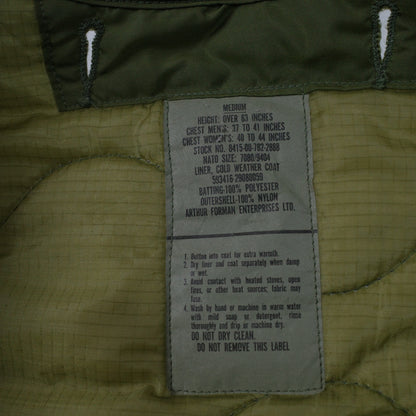 MEDIUM
HEIGHT: OVER 63 INCHES
CHEST MEN'S: 37 TO 41 INCHES
CHEST WOMEN'S: 40 TO 44 INCHES
STOCK NO. 8415-00-782-2888
NATO SIZE: 7080/9404
LINER, COLD WEATHER COAT
593416-29088059
BATTING-100% POLYESTER
OUTERSHELL-100% NYLON
ARTHUR FORMAN ENTERPRISES LTD.
1. Button into coat for extra warmth.
2. Dry liner and coat separately when damp
or wet.
3. Avoid contact with heated stoves, open
fires, or other heat sources; fabric may
fuse.
4. Wash by hand or machine in warm water
with mild soap or detergent, rinse
thoroughly and drip or machine dry.
DO NOT DRY CLEAN.
DO NOT REMOVE THIS LABEL